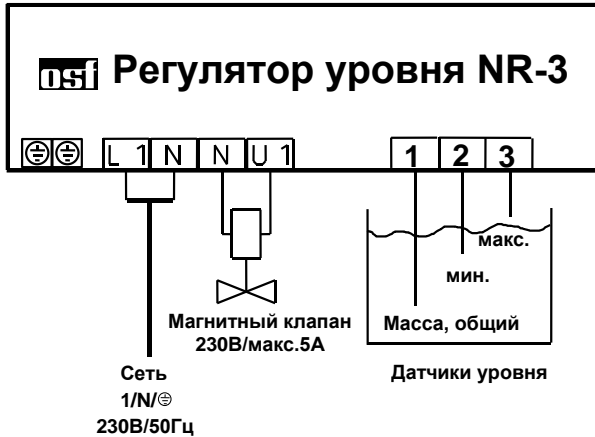 osf Регулятор уровня NR-3
L 1 N N U 1 1 2 3
макс.
мин.
Магнитный клапан
230В/макс.5А
Масса, общий
Датчики уровня
Сеть
1/N/⏚
230В/50Гц